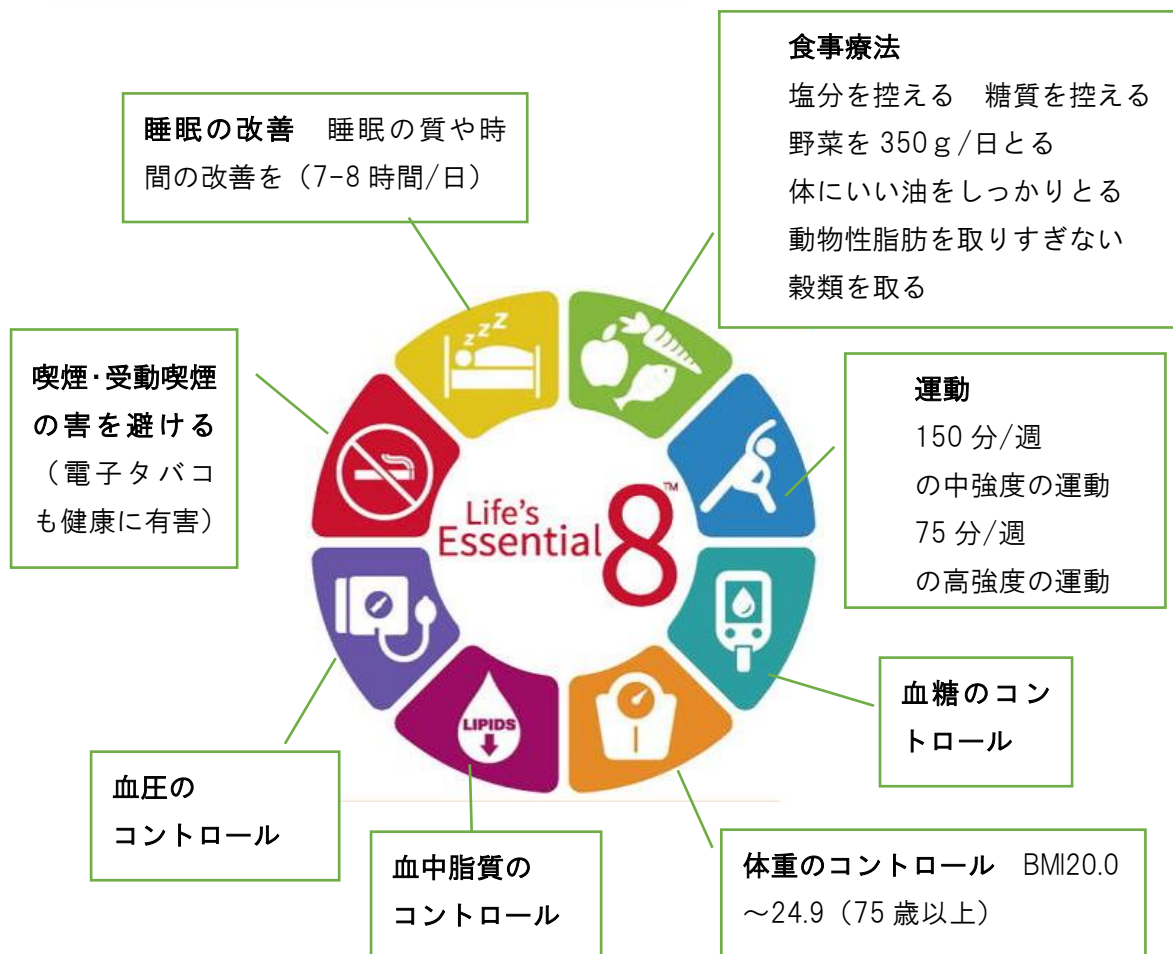 食事療法
塩分を控える　糖質を控える
野菜を 350ｇ/日とる
体にいい油をしっかりとる
動物性脂肪を取りすぎない
穀類を取る
睡眠の改善　睡眠の質や時
間の改善を（7-8 時間/日）
zzz
喫煙・受動喫煙
の害を避ける
（電子タバコ
も健康に有害）
運動
150 分/週
の中強度の運動
75 分/週
の高強度の運動
Life's
Essential 8™
LIPIDS
血糖のコン
トロール
血圧の
コントロール
血中脂質の
コントロール
体重のコントロール　BMI20.0
～24.9（75 歳以上）